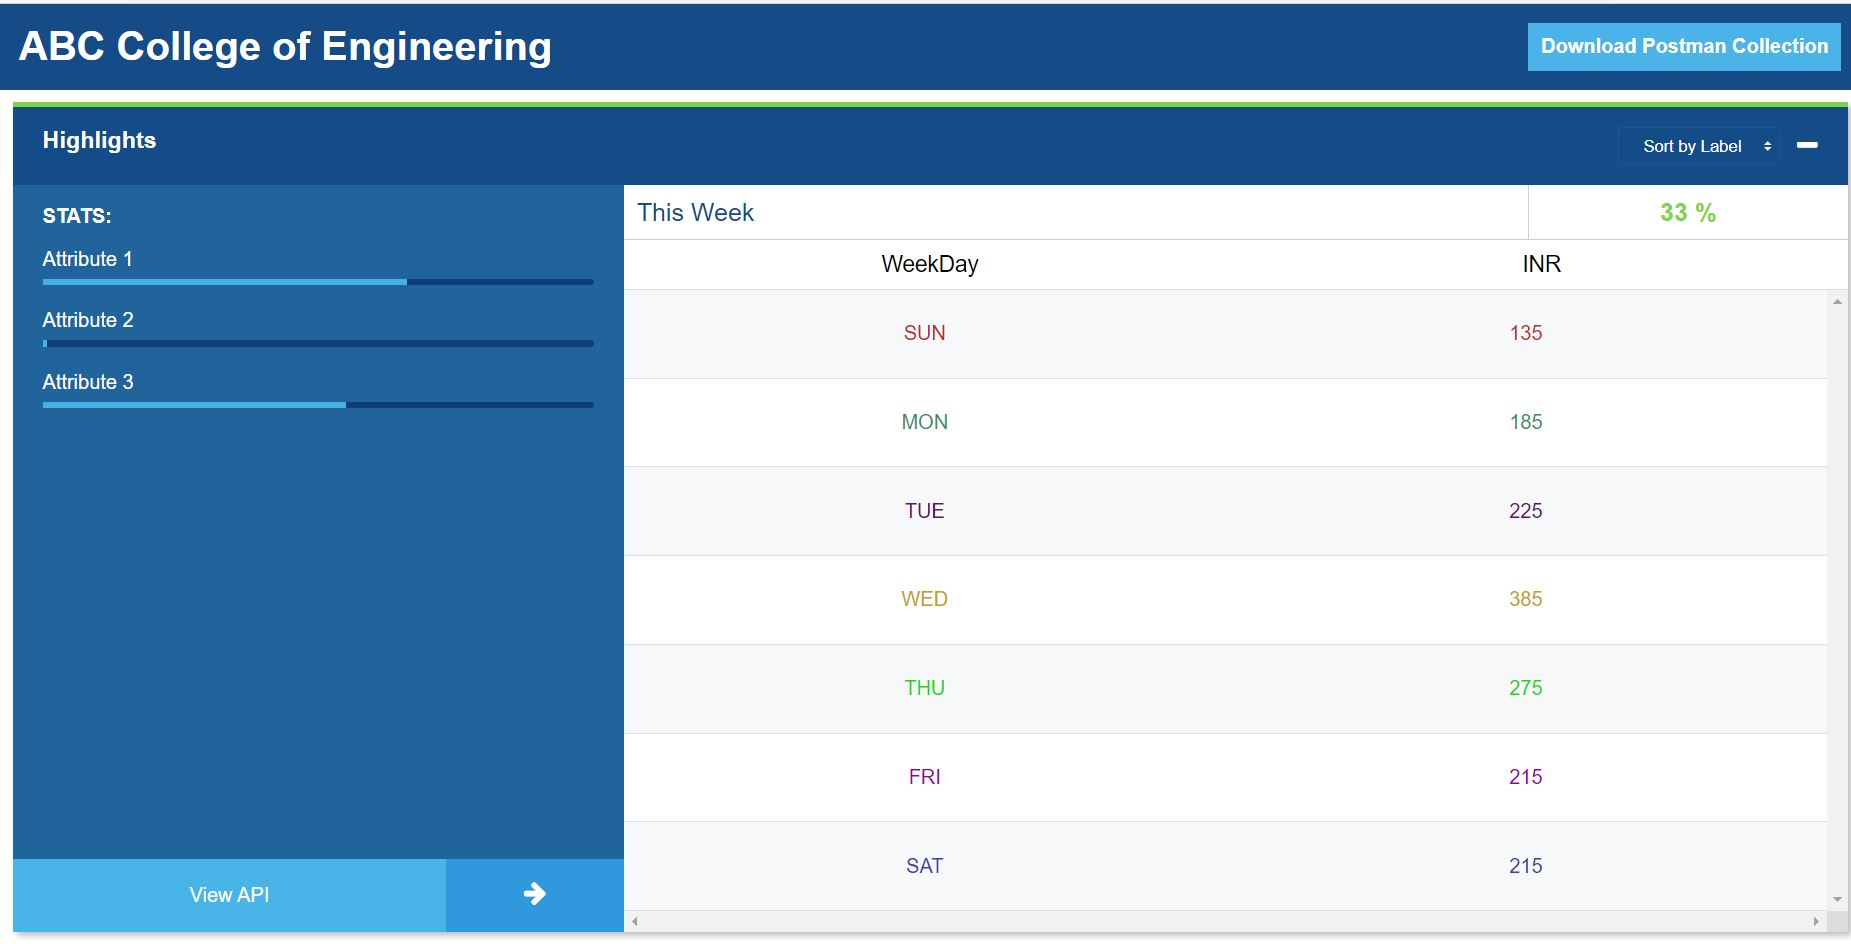 ABC College of Engineering
Download Postman Collection
Highlights
Sort by Label
STATS:
Attribute 1
Attribute 2
Attribute 3
View API
This Week
33 %
WeekDay INR
SUN 135
MON 185
TUE 225
WED 385
THU 275
FRI 215
SAT 215